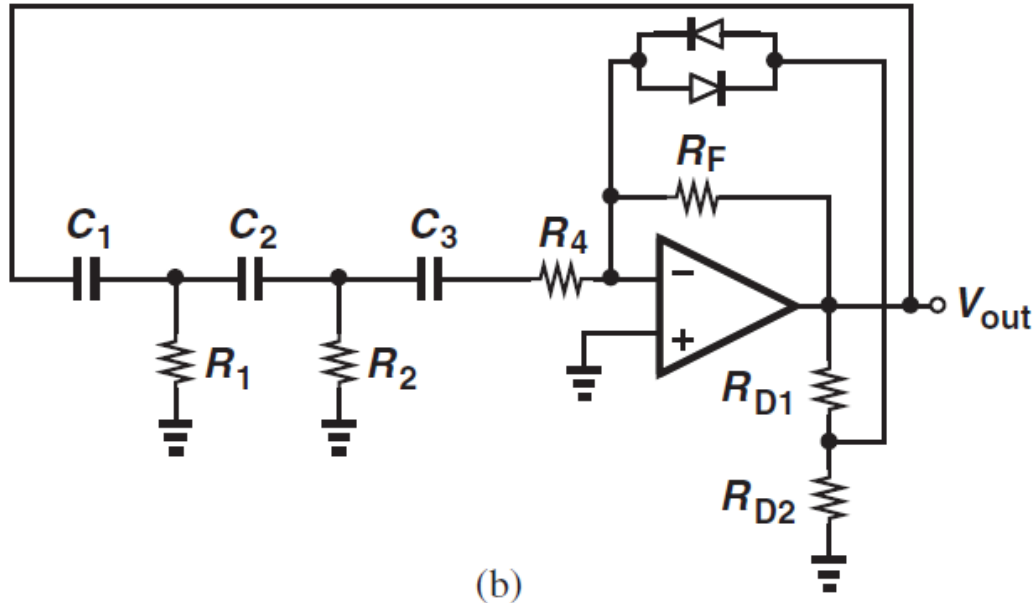 R_F
C_1 C_2 C_3 R_4
−
+
V_out
R_1 R_2
R_D1
R_D2
(b)